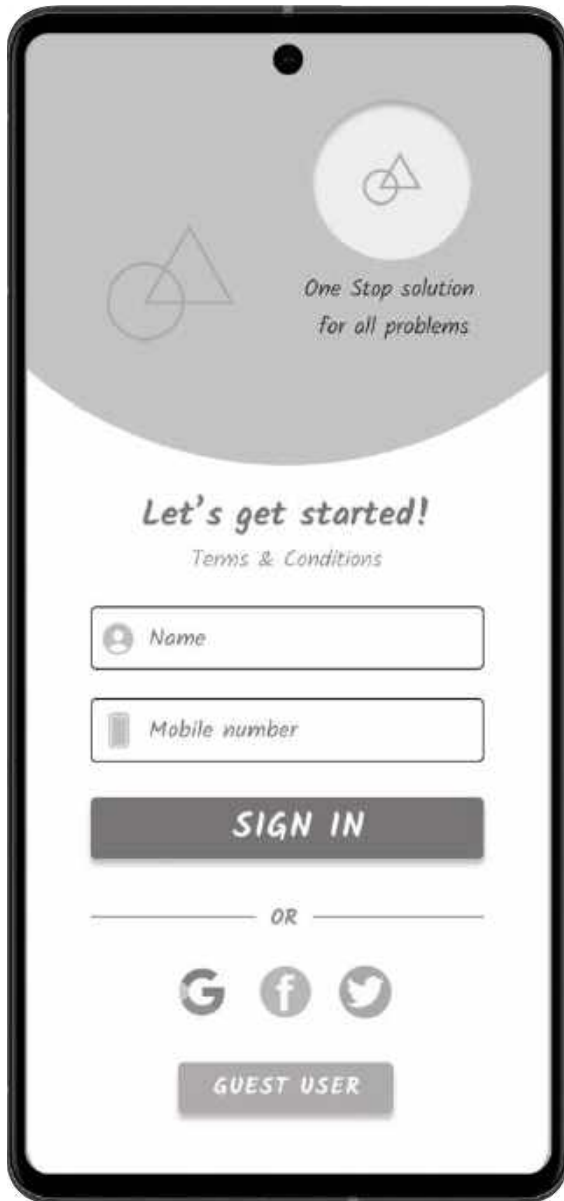 One Stop solution
for all problems
Let's get started!
Terms & Conditions
Name
Mobile number
SIGN IN
OR
GUEST USER